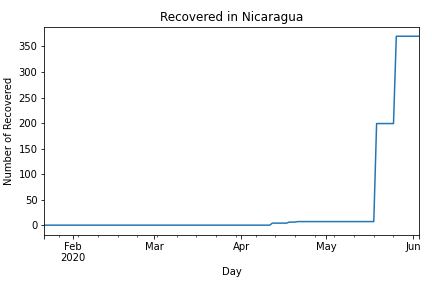 Recovered in Nicaragua
Number of Recovered
350
300
250
200
150
100
50
0
Feb
2020
Mar
Apr
May
Jun
Day